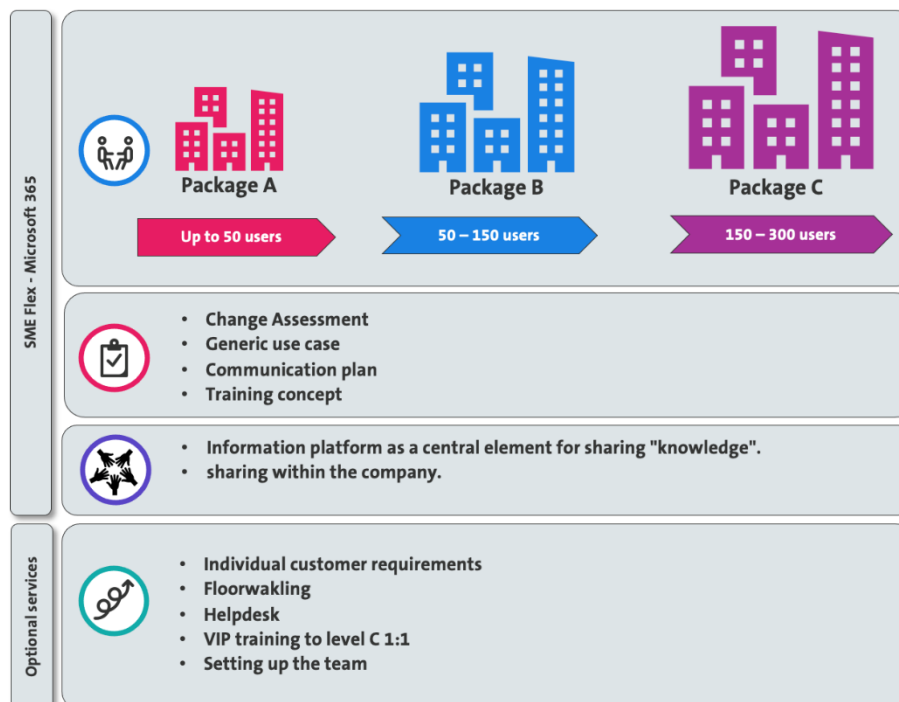 SME Flex - Microsoft 365
Package A
Package B
Package C
Up to 50 users
50 – 150 users
150 – 300 users
• Change Assessment
• Generic use case
• Communication plan
• Training concept
• Information platform as a central element for sharing "knowledge".
• sharing within the company.
Optional services
• Individual customer requirements
• Floorwakling
• Helpdesk
• VIP training to level C 1:1
• Setting up the team